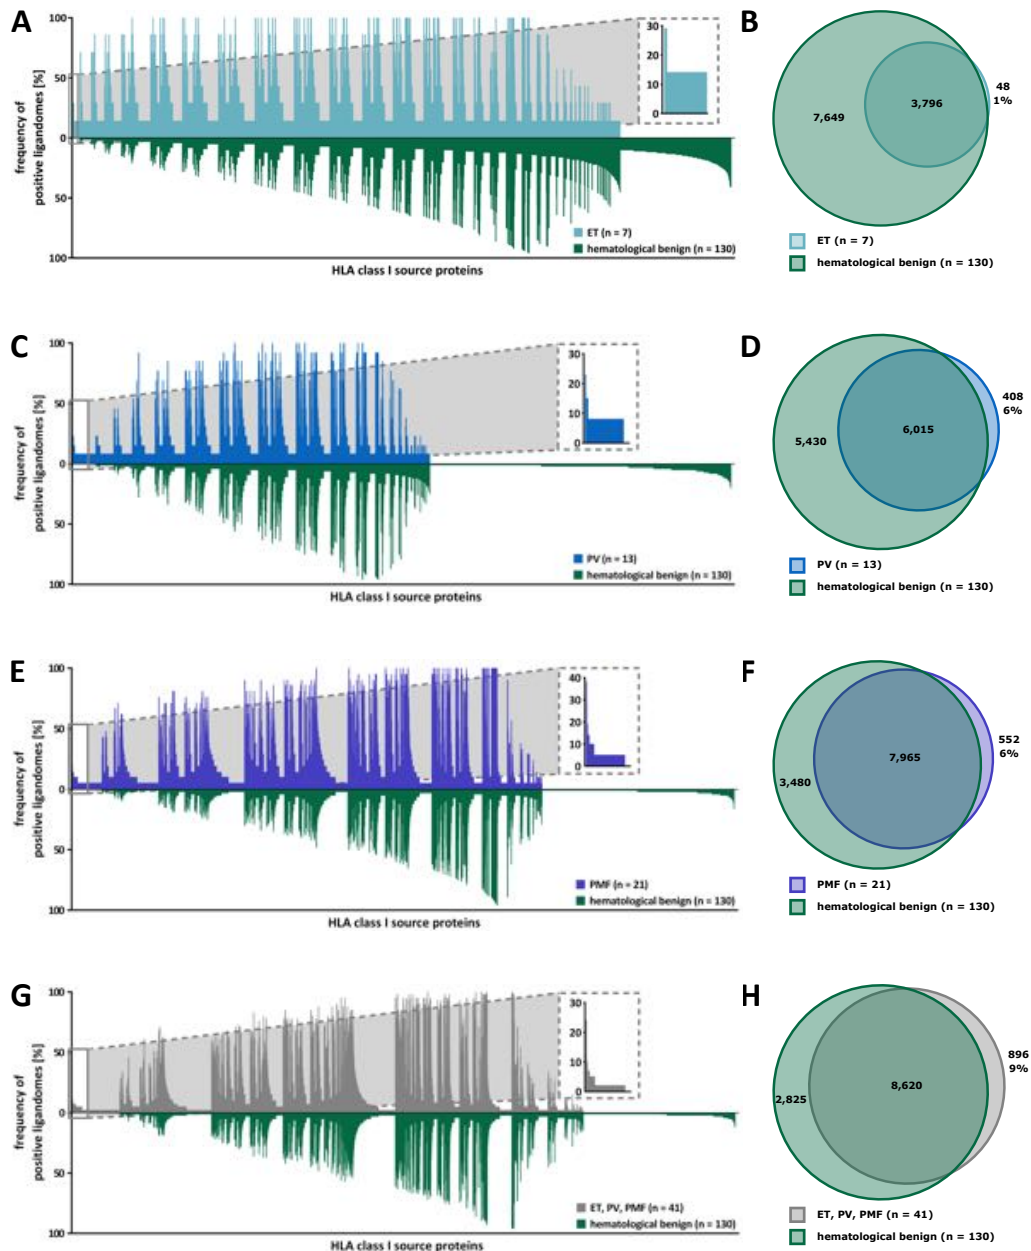 A
frequency of
positive ligandomes [%]
100
50
0
50
100
30
20
10
0
ET (n = 7)
hematological benign (n = 130)
HLA class I source proteins
B
7,649
3,796
48
1%
ET (n = 7)
hematological benign (n = 130)
C
frequency of
positive ligandomes [%]
100
50
0
50
100
30
20
10
0
PV (n = 13)
hematological benign (n = 130)
HLA class I source proteins
D
5,430
6,015
408
6%
PV (n = 13)
hematological benign (n = 130)
E
frequency of
positive ligandomes [%]
100
50
0
50
100
40
30
20
10
0
PMF (n = 21)
hematological benign (n = 130)
HLA class I source proteins
F
3,480
7,965
552
6%
PMF (n = 21)
hematological benign (n = 130)
G
frequency of
positive ligandomes [%]
100
50
0
50
100
30
20
10
0
ET, PV, PMF (n = 41)
hematological benign (n = 130)
HLA class I source proteins
H
2,825
8,620
896
9%
ET, PV, PMF (n = 41)
hematological benign (n = 130)